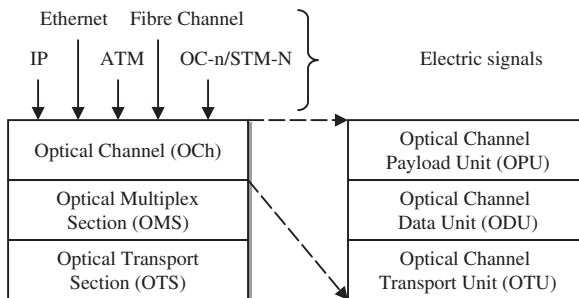 Ethernet Fibre Channel
IP ATM OC-n/STM-N Electric signals
Optical Channel (OCh)
Optical Multiplex
Section (OMS)
Optical Transport
Section (OTS)
Optical Channel
Payload Unit (OPU)
Optical Channel
Data Unit (ODU)
Optical Channel
Transport Unit (OTU)